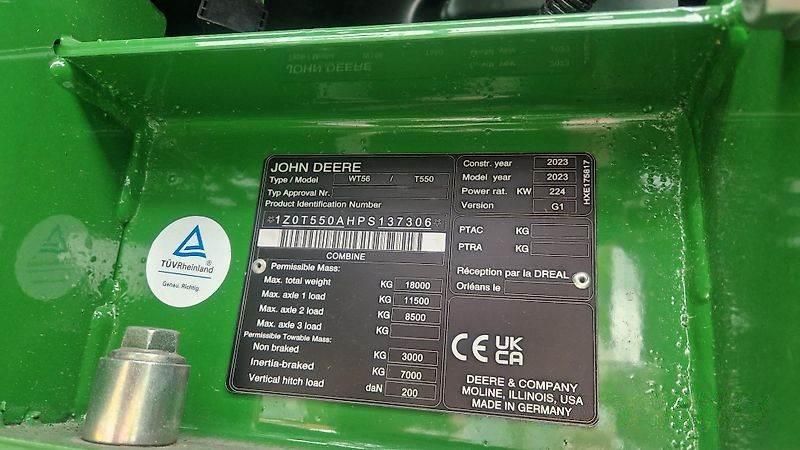 JOHN DEERE
Type / Model WT56 / T550
Typ Approval Nr.
Product Identification Number
*1Z0T550AHPS137306*
COMBINE
Permissible Mass:
Max. total weight KG 18000
Max. axle 1 load KG 11500
Max. axle 2 load KG 8500
Max. axle 3 load KG
Permissible Towable Mass:
Non braked KG 3000
Inertia-braked KG 7000
Vertical hitch load daN 200
Constr. year 2023
Model year 2023
Power rat. KW 224
Version G1
HXE175817
PTAC KG
PTRA KG
Réception par la DREAL
Orléans le
CE UK
CA
DEERE & COMPANY
MOLINE, ILLINOIS, USA
MADE IN GERMANY
TÜVRheinland
Genau. Richtig.